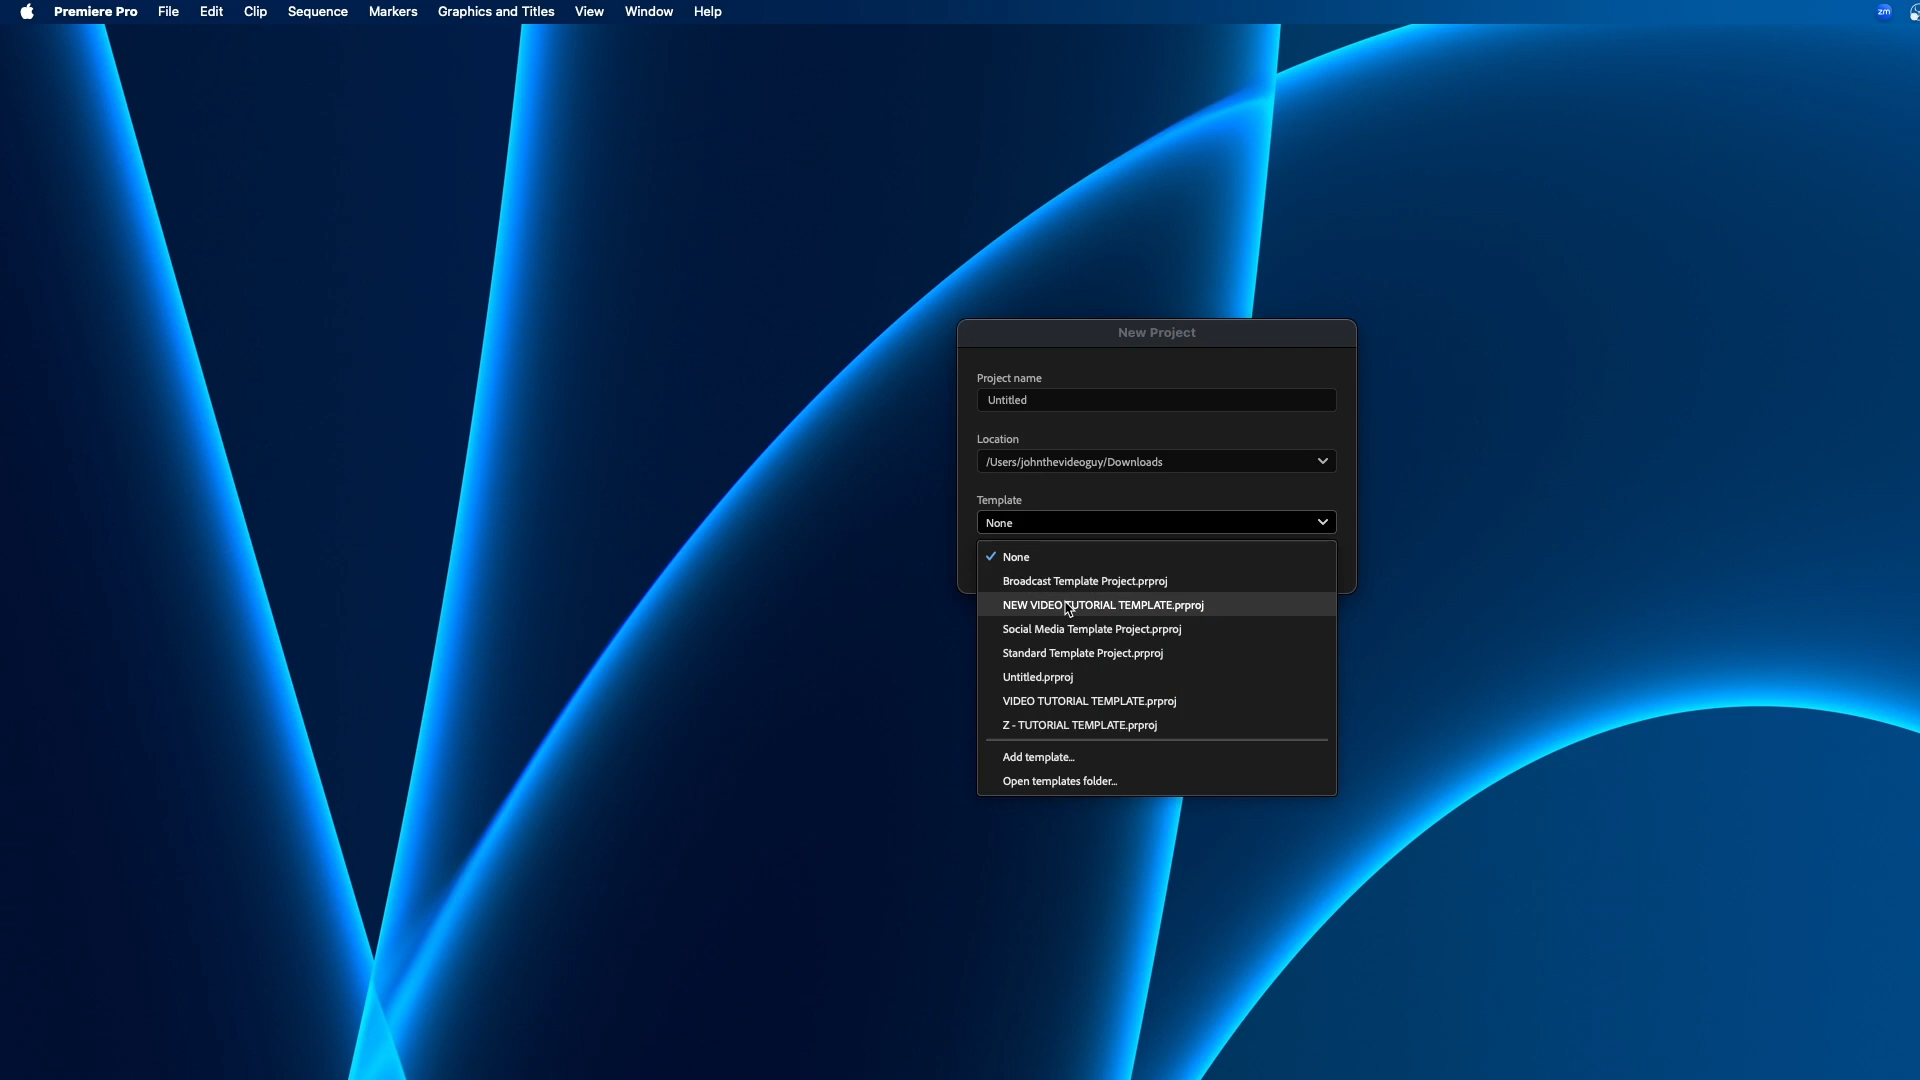 Premiere Pro File Edit Clip Sequence Markers Graphics and Titles View Window Help zm
New Project
Project name
Untitled
Location
/Users/johnthevideoguy/Downloads
Template
None
None
Broadcast Template Project.prproj
NEW VIDEO TUTORIAL TEMPLATE.prproj
Social Media Template Project.prproj
Standard Template Project.prproj
Untitled.prproj
VIDEO TUTORIAL TEMPLATE.prproj
Z - TUTORIAL TEMPLATE.prproj
Add template...
Open templates folder...